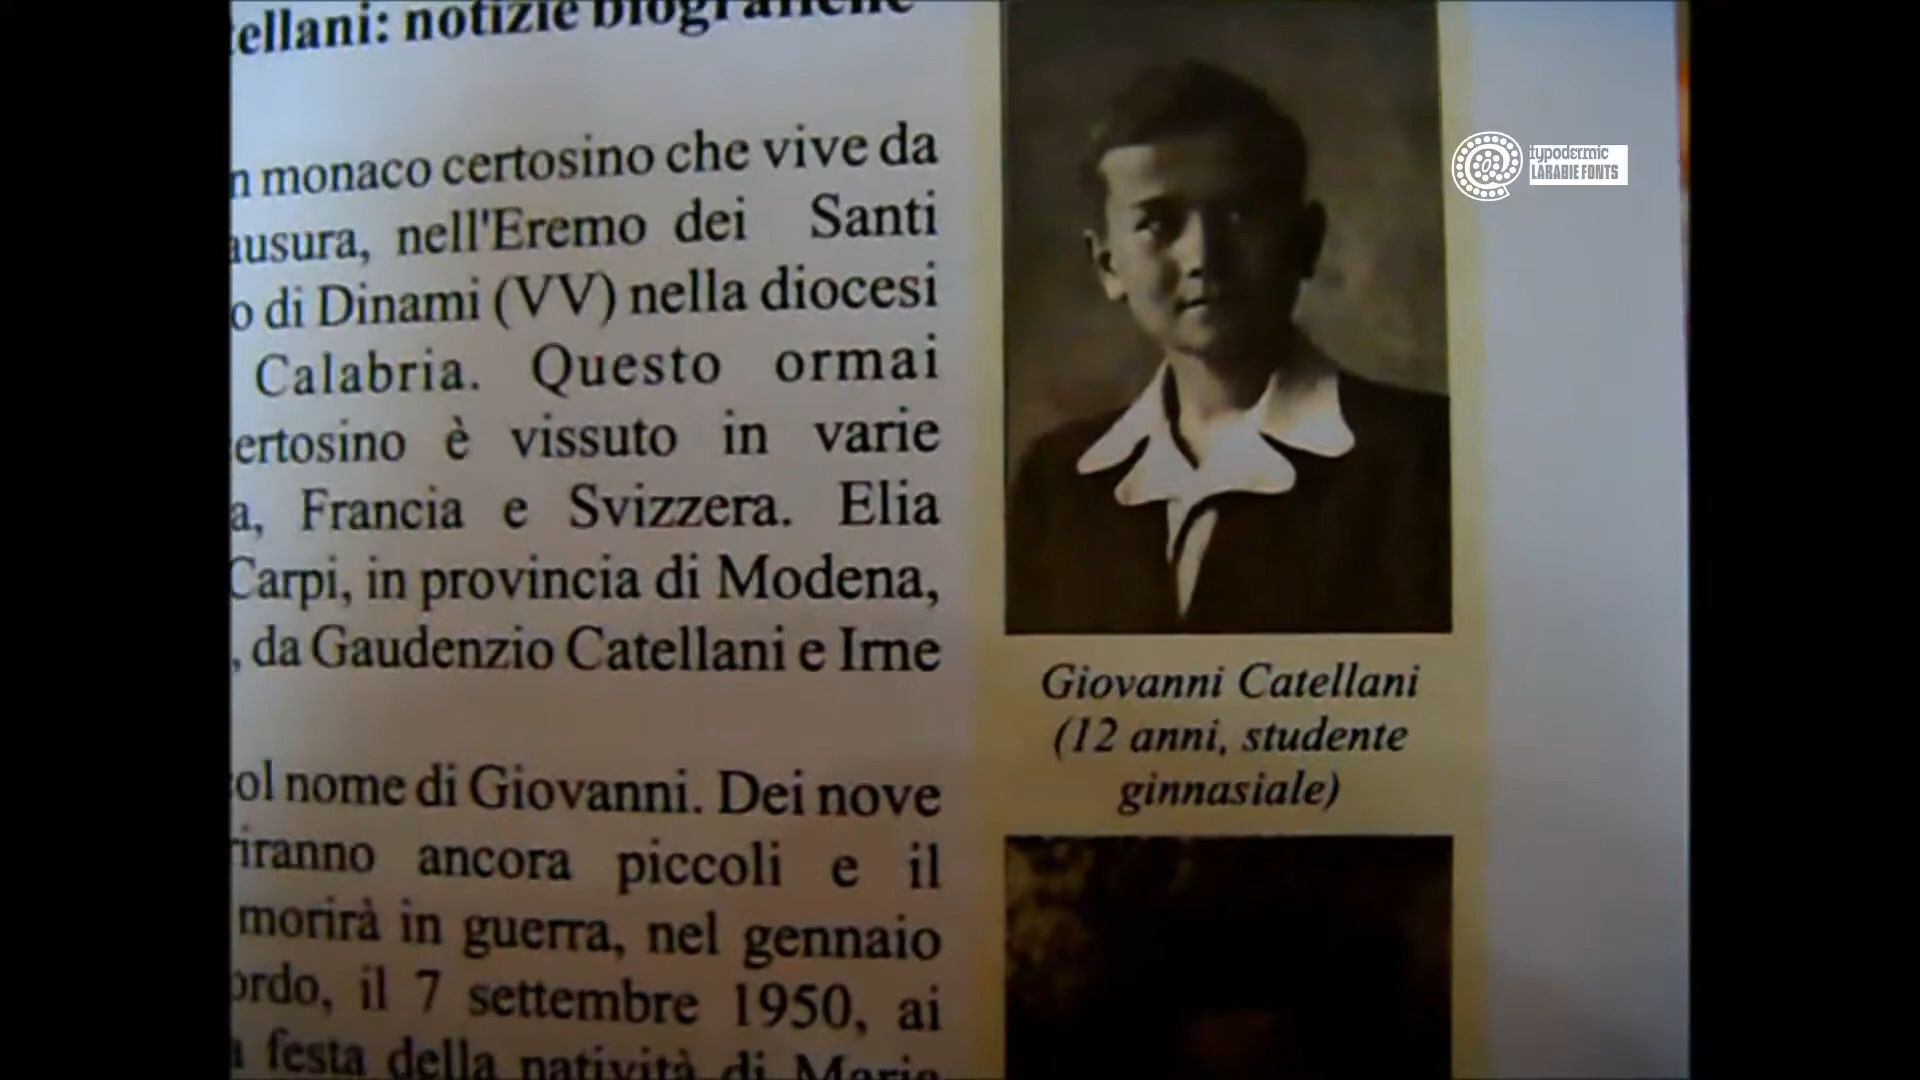 tellani: notizie biografiche
n monaco certosino che vive da
ausura, nell'Eremo dei Santi
o di Dinami (VV) nella diocesi
Calabria. Questo ormai
ertosino è vissuto in varie
a, Francia e Svizzera. Elia
Carpi, in provincia di Modena,
, da Gaudenzio Catellani e Irne
col nome di Giovanni. Dei nove
riranno ancora piccoli e il
morirà in guerra, nel gennaio
ordo, il 7 settembre 1950, ai
a festa della natività di Maria
Giovanni Catellani
(12 anni, studente
ginnasiale)
typodermic
LARABIE FONTS